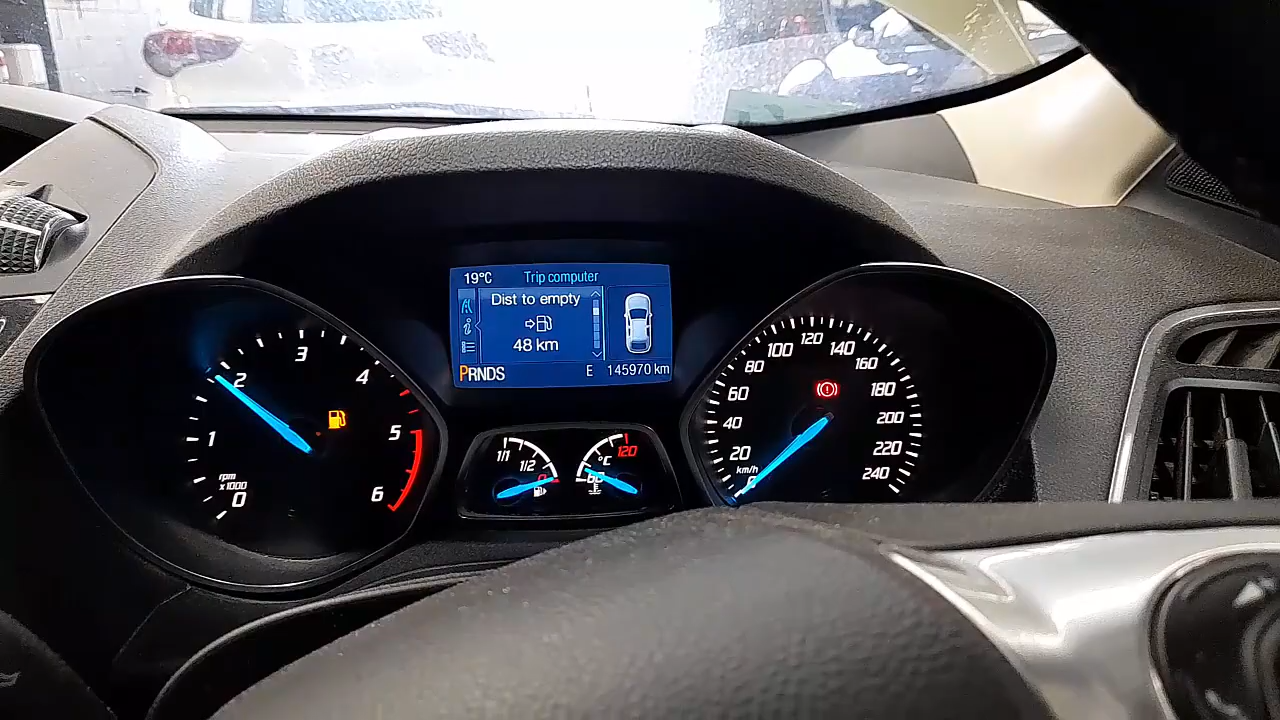 19°C Trip computer
Dist to empty
48 km
PRNDS E 145970 km
0 1 2 3 4 5 6
rpm
x1000
1/1 1/2 0
60 °C 120
0 20 40 60 80 100 120 140 160 180 200 220 240
km/h